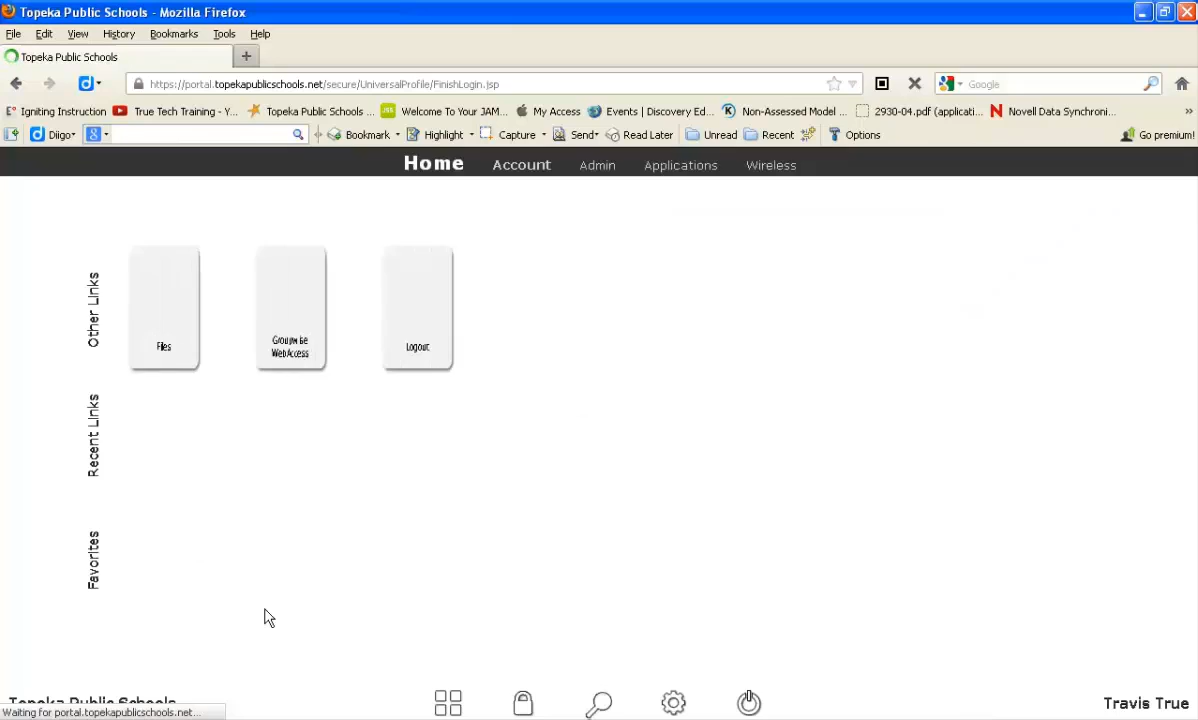 Topeka Public Schools - Mozilla Firefox
File Edit View History Bookmarks Tools Help
Topeka Public Schools
https://portal.topekapublicschools.net/secure/UniversalProfile/FinishLogin.jsp
Google
Igniting Instruction True Tech Training - Y... Topeka Public Schools ... Welcome To Your JAM... My Access Events | Discovery Ed... Non-Assessed Model ... 2930-04.pdf (applicati... Novell Data Synchroni...
Diigo Bookmark Highlight Capture Send Read Later Unread Recent Options Go premium!
Home Account Admin Applications Wireless
Other Links
Files
Groupwise
WebAccess
Logout
Recent Links
Favorites
Topeka Public Schools
Travis True
Waiting for portal.topekapublicschools.net...